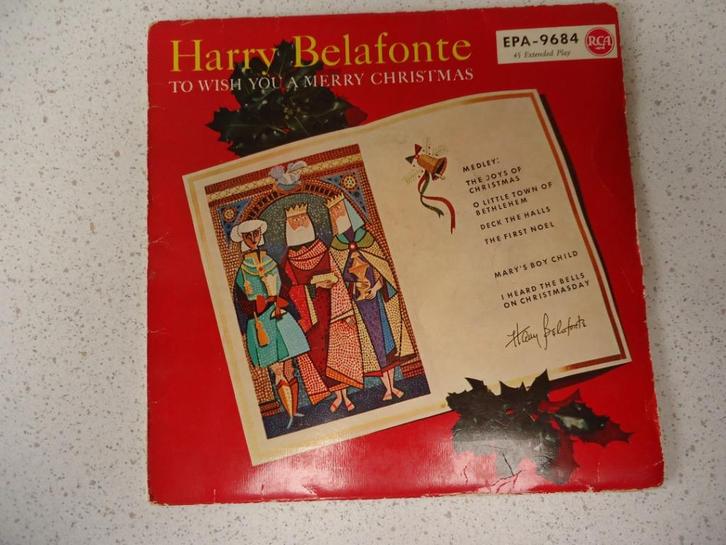 Harry Belafonte
TO WISH YOU A MERRY CHRISTMAS
EPA-9684
45 Extended Play
RCA
MEDLEY:
THE JOYS OF
CHRISTMAS
O LITTLE TOWN OF
BETHLEHEM
DECK THE HALLS
THE FIRST NOEL
MARY'S BOY CHILD
I HEARD THE BELLS
ON CHRISTMASDAY
Harry Belafonte